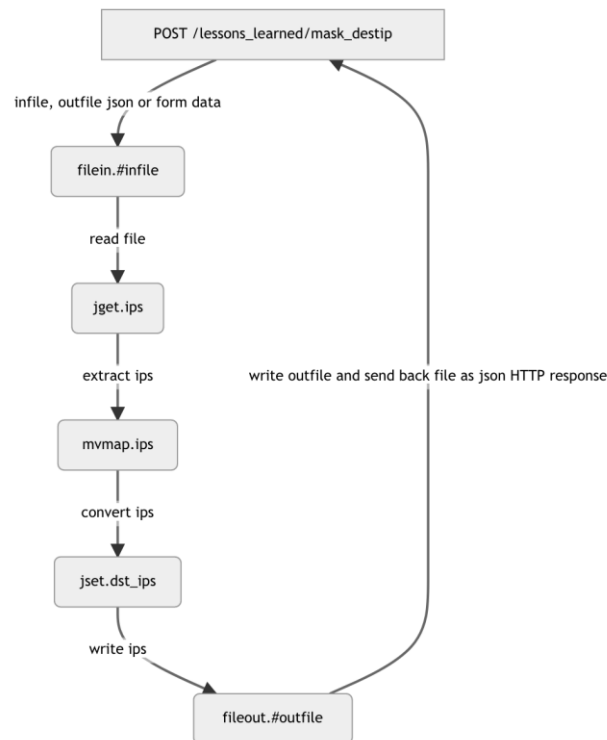 POST /lessons_learned/mask_destip
infile, outfile json or form data
filein.#infile
read file
jget.ips
extract ips
write outfile and send back file as json HTTP response
mvmap.ips
convert ips
jset.dst_ips
write ips
fileout.#outfile